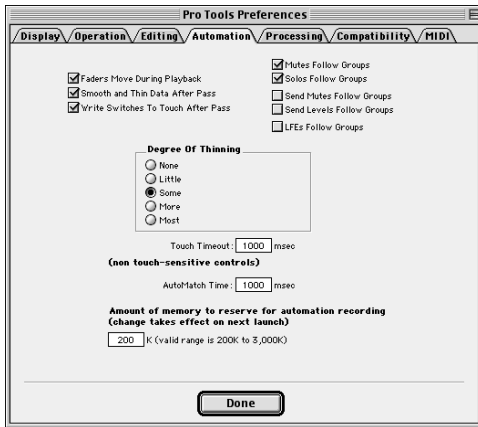 Pro Tools Preferences
Display Operation Editing Automation Processing Compatibility MIDI
Faders Move During Playback
Smooth and Thin Data After Pass
Write Switches To Touch After Pass
Mutes Follow Groups
Solos Follow Groups
Send Mutes Follow Groups
Send Levels Follow Groups
LFEs Follow Groups
Degree Of Thinning
None
Little
Some
More
Most
Touch Timeout: 1000 msec
(non touch-sensitive controls)
AutoMatch Time: 1000 msec
Amount of memory to reserve for automation recording
(change takes effect on next launch)
200 K (valid range is 200K to 3,000K)
Done